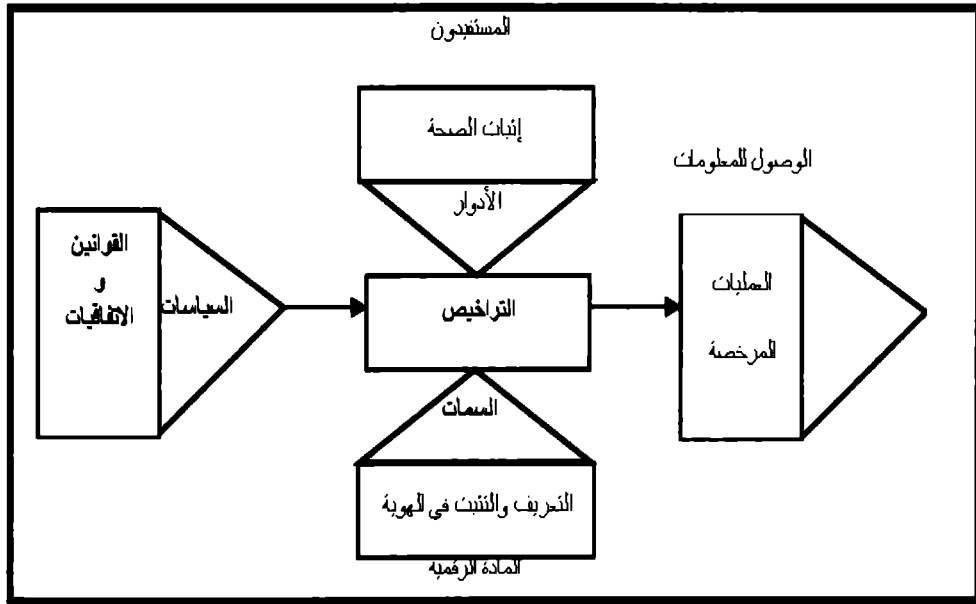 المستفيدون
إثبات الصحة
الأدوار
الوصول للمعلومات
القوانين
و
الاتفاقيات
السياسات
التراخيص
العمليات
المرخصة
السمات
التعريف والتثبت في الهوية
المادة الرقمية